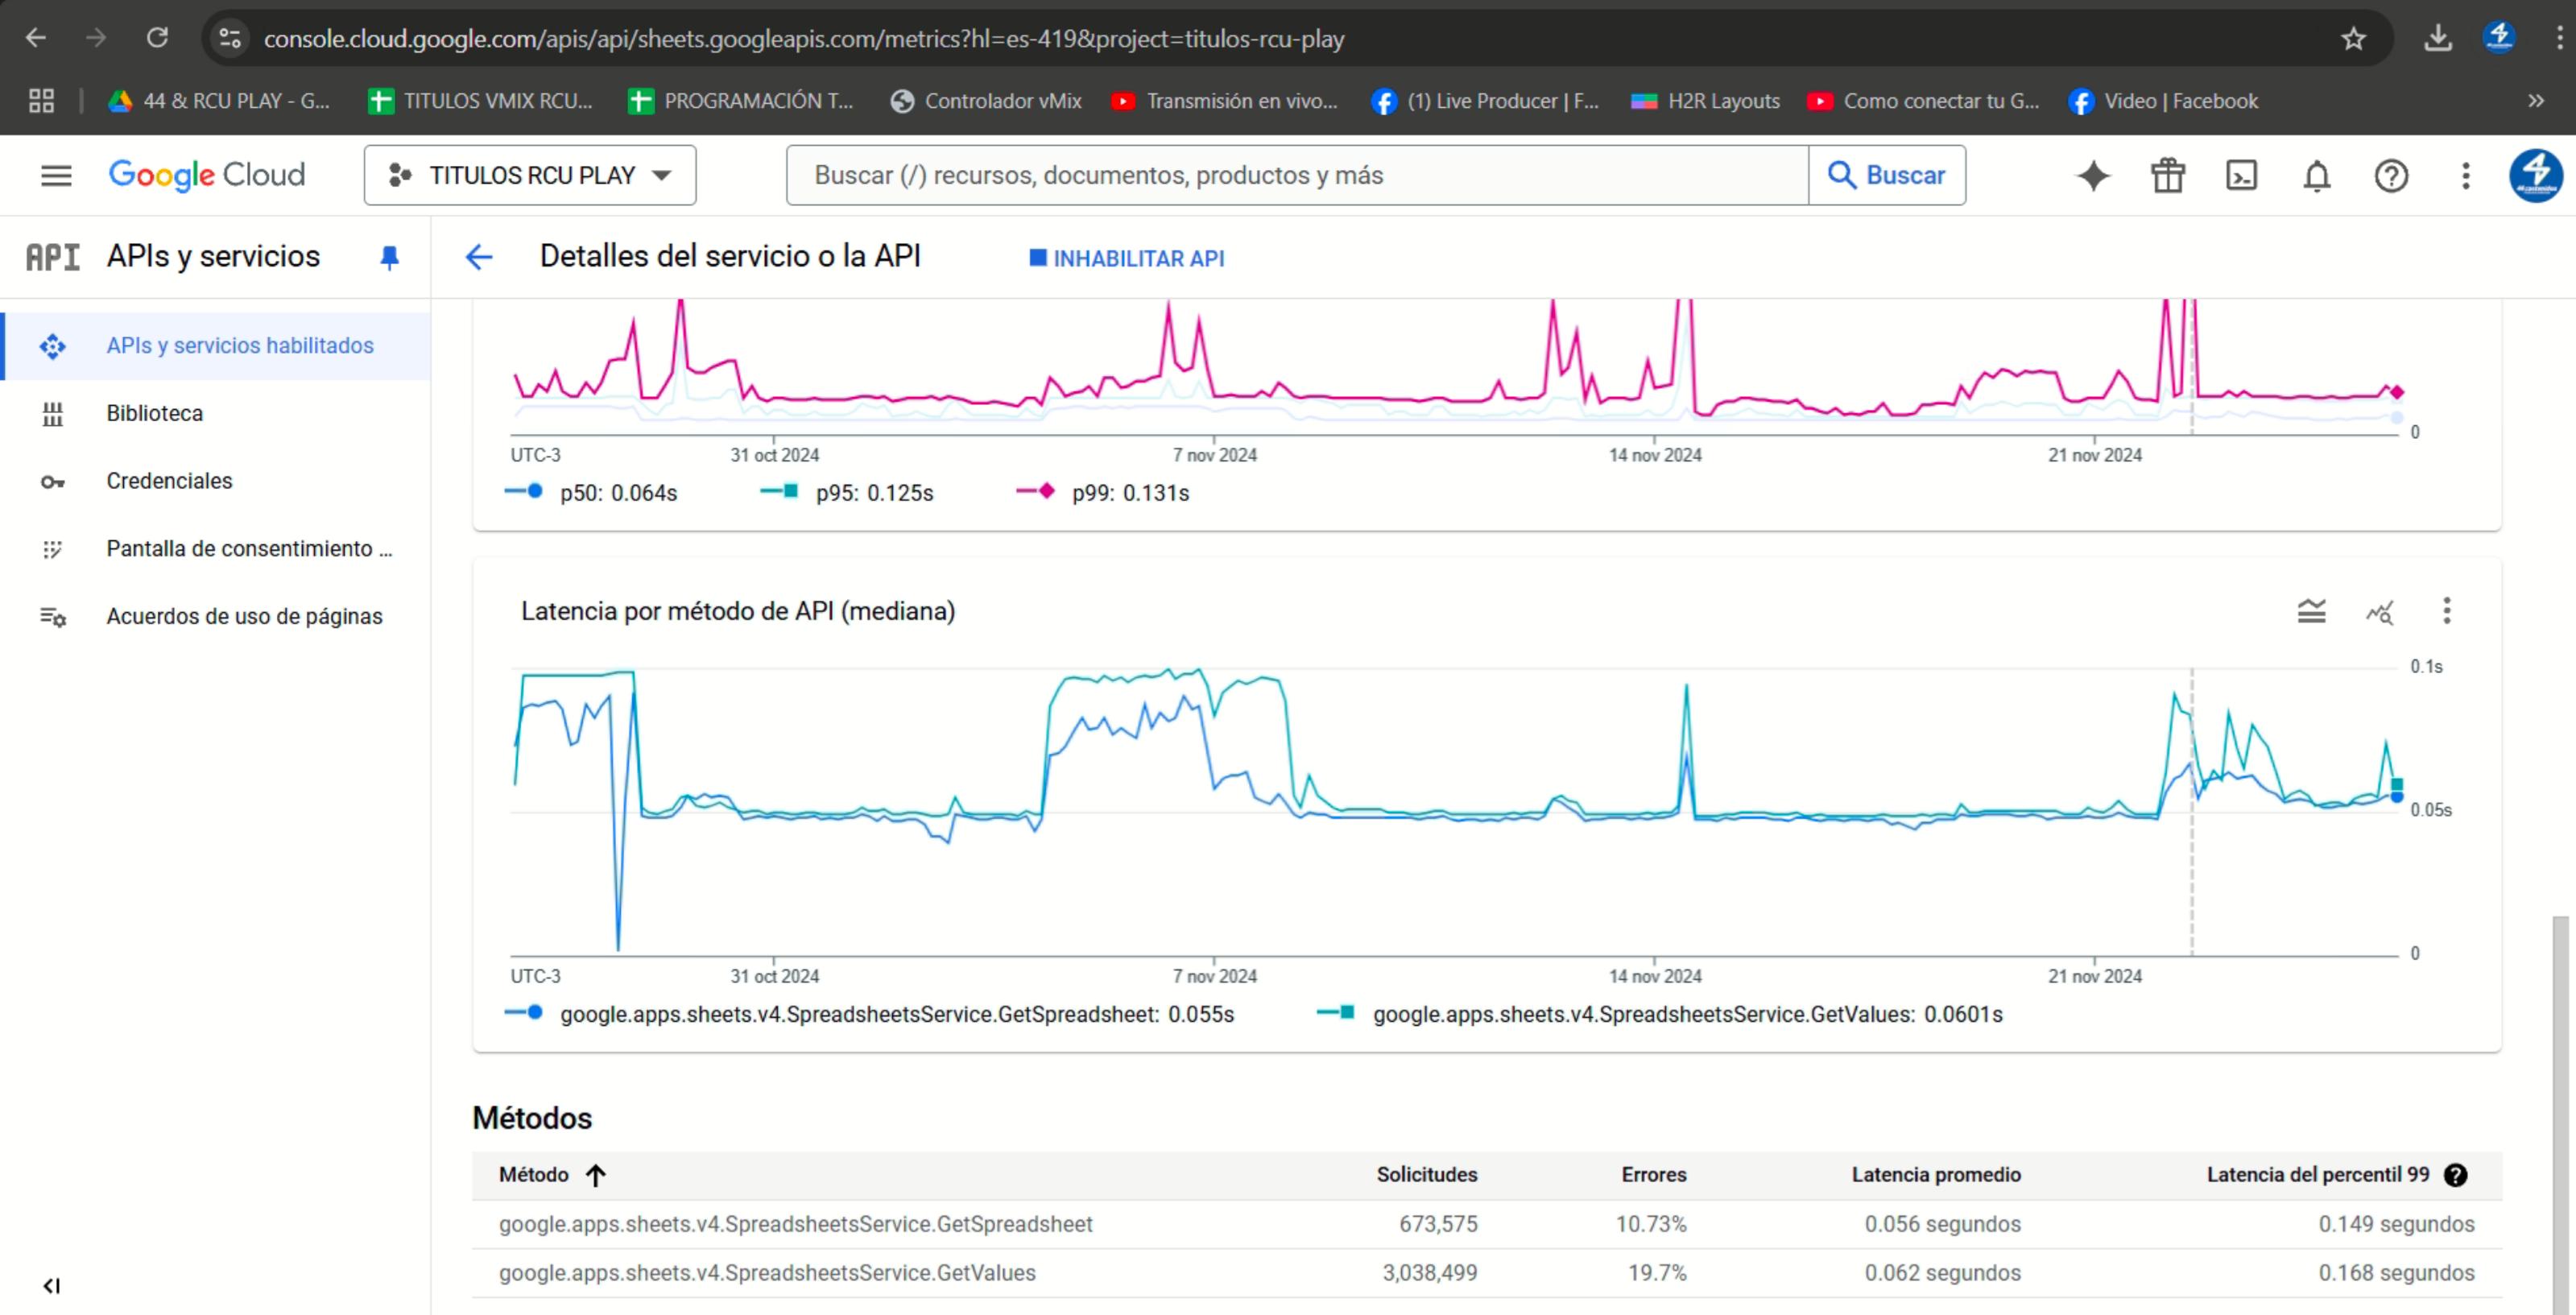 console.cloud.google.com/apis/api/sheets.googleapis.com/metrics?hl=es-419&project=titulos-rcu-play
44 & RCU PLAY - G...
TITULOS VMIX RCU...
PROGRAMACIÓN T...
Controlador vMix
Transmisión en vivo...
(1) Live Producer | F...
H2R Layouts
Como conectar tu G...
Video | Facebook
Google Cloud
TITULOS RCU PLAY
Buscar (/) recursos, documentos, productos y más
Buscar
API
APIs y servicios
Detalles del servicio o la API
INHABILITAR API
APIs y servicios habilitados
Biblioteca
Credenciales
Pantalla de consentimiento ...
Acuerdos de uso de páginas
0
UTC-3
31 oct 2024
7 nov 2024
14 nov 2024
21 nov 2024
p50: 0.064s
p95: 0.125s
p99: 0.131s
Latencia por método de API (mediana)
0.1s
0.05s
0
UTC-3
31 oct 2024
7 nov 2024
14 nov 2024
21 nov 2024
google.apps.sheets.v4.SpreadsheetsService.GetSpreadsheet: 0.055s
google.apps.sheets.v4.SpreadsheetsService.GetValues: 0.0601s
Métodos
Método Solicitudes Errores Latencia promedio Latencia del percentil 99
google.apps.sheets.v4.SpreadsheetsService.GetSpreadsheet 673,575 10.73% 0.056 segundos 0.149 segundos
google.apps.sheets.v4.SpreadsheetsService.GetValues 3,038,499 19.7% 0.062 segundos 0.168 segundos